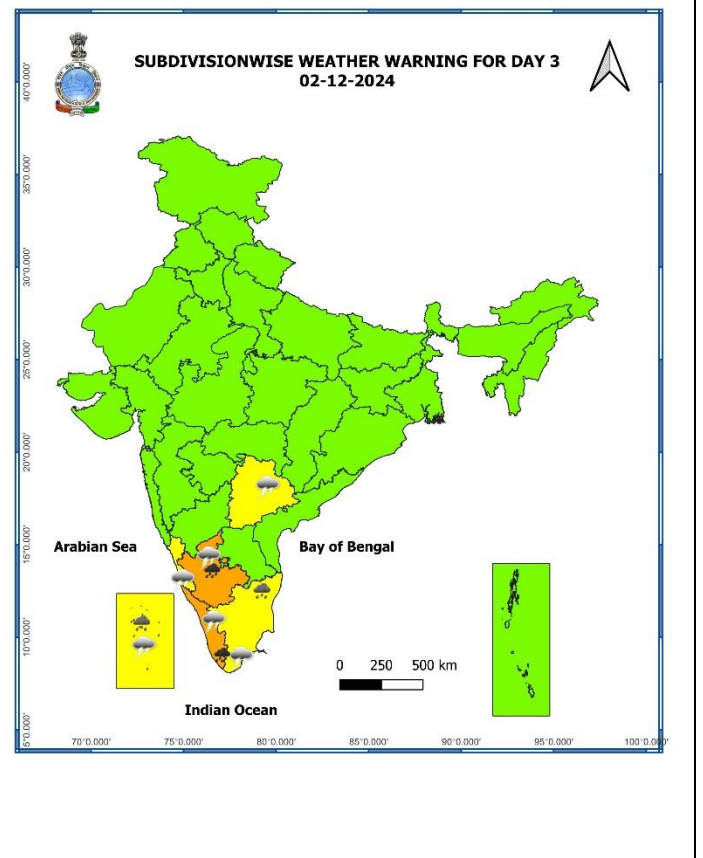 SUBDIVISIONWISE WEATHER WARNING FOR DAY 3
02-12-2024
40°0.000'
35°0.000'
30°0.000'
25°0.000'
20°0.000'
15°0.000'
10°0.000'
5°0.000'
Arabian Sea
Bay of Bengal
0 250 500 km
Indian Ocean
70°0.000' 75°0.000' 80°0.000' 85°0.000' 90°0.000' 95°0.000' 100°0.000'